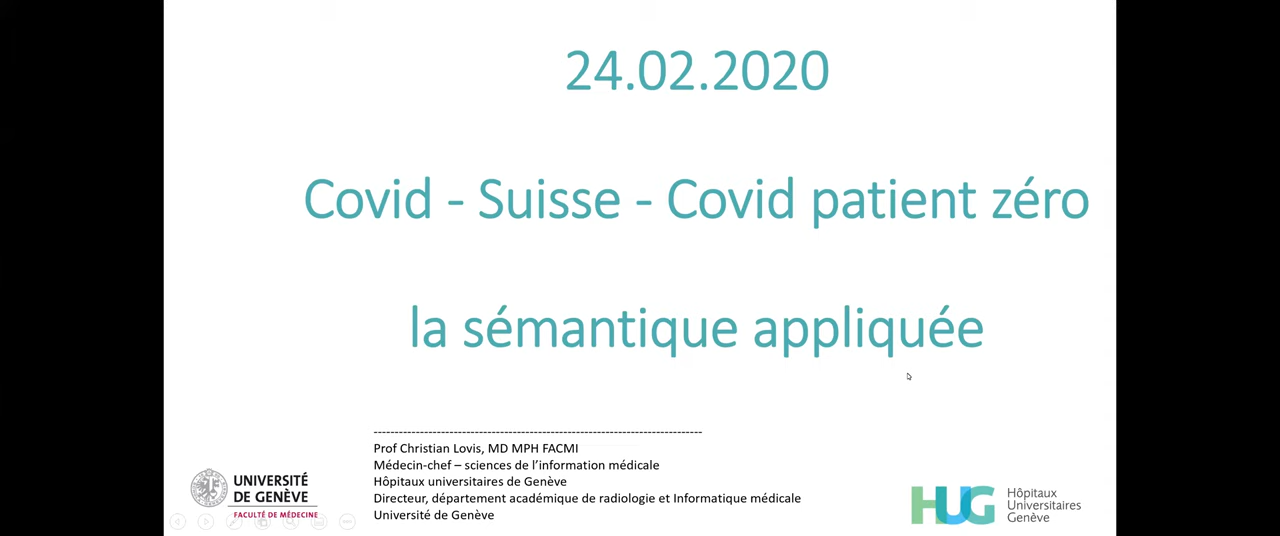 24.02.2020
Covid - Suisse - Covid patient zéro
la sémantique appliquée
--------------------------------------------------------------------------------
Prof Christian Lovis, MD MPH FACMI
Médecin-chef – sciences de l'information médicale
Hôpitaux universitaires de Genève
Directeur, département académique de radiologie et Informatique médicale
Université de Genève
UNIVERSITÉ
DE GENÈVE
FACULTÉ DE MÉDECINE
HUG
Hôpitaux
Universitaires
Genève